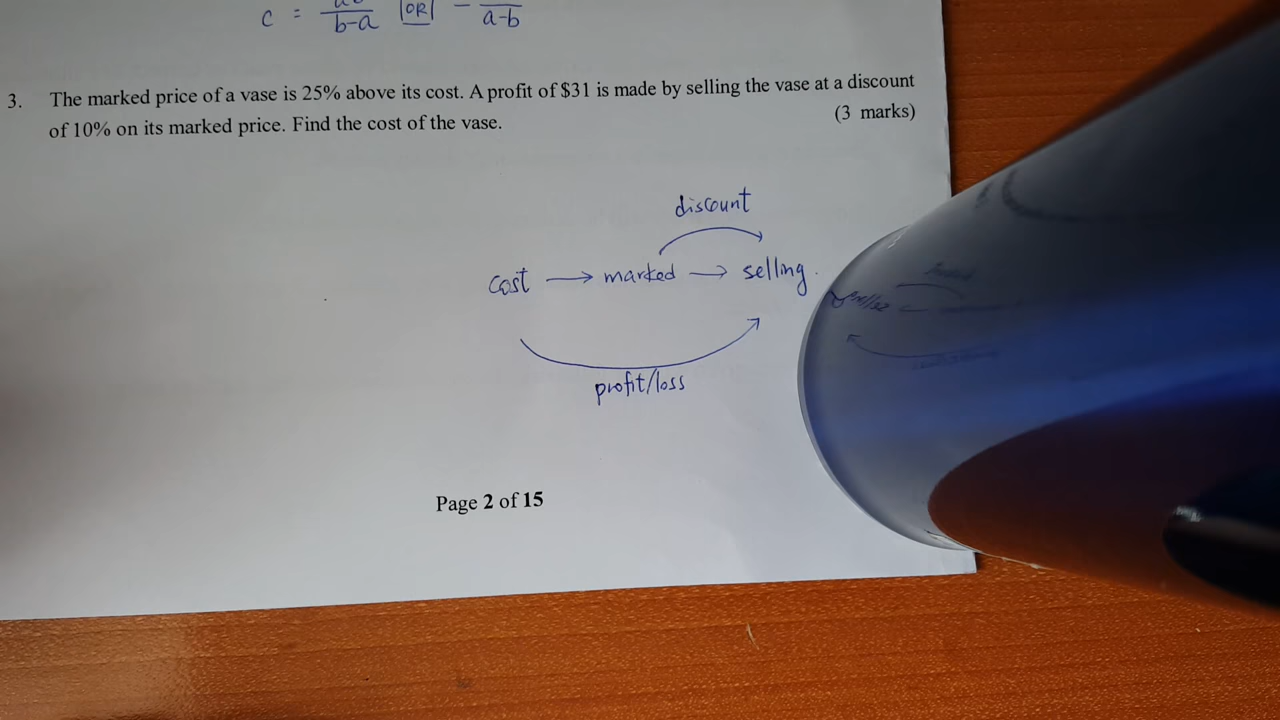 c = b-a OR - a-b
3. The marked price of a vase is 25% above its cost. A profit of $31 is made by selling the vase at a discount
of 10% on its marked price. Find the cost of the vase. (3 marks)
discount
cost → marked → selling
profit/loss
Page 2 of 15